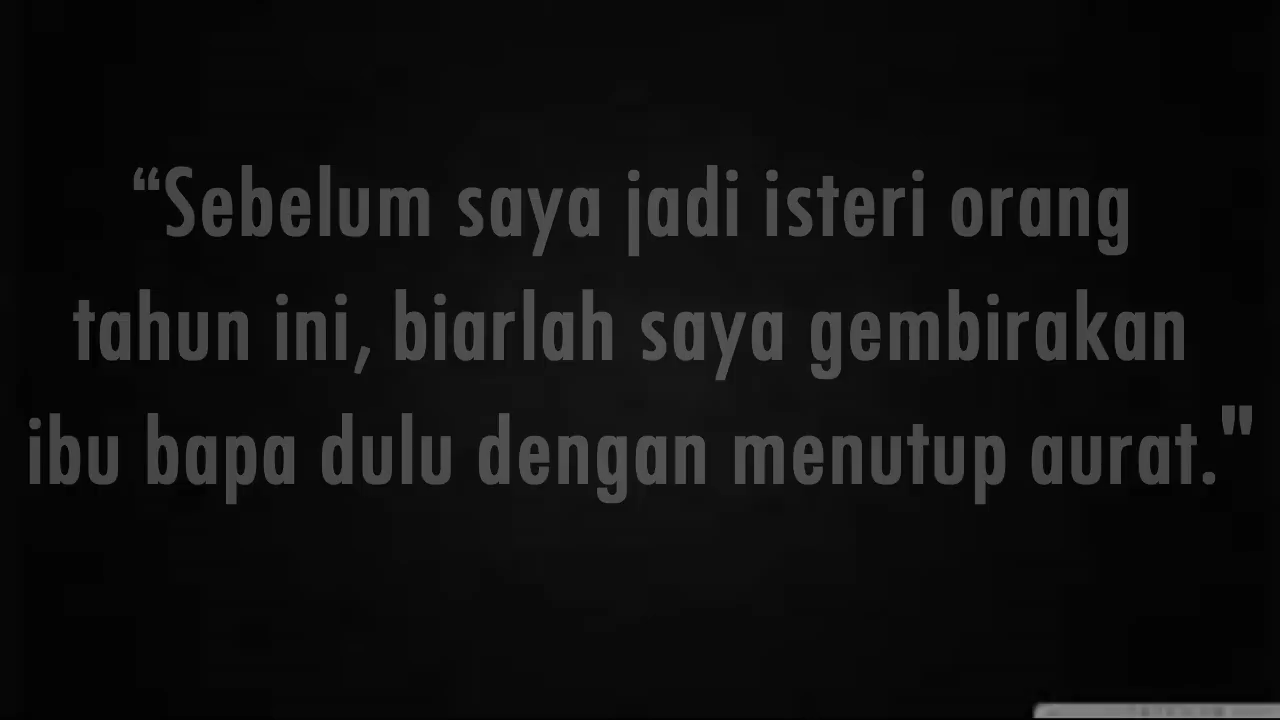 “Sebelum saya jadi isteri orang
tahun ini, biarlah saya gembirakan
ibu bapa dulu dengan menutup aurat."